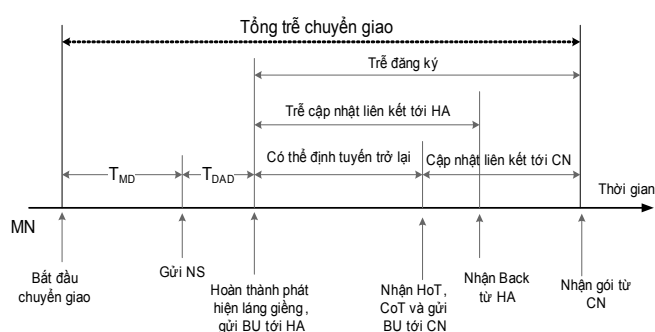 Tổng trễ chuyển giao
Trễ đăng ký
Trễ cập nhật liên kết tới HA
Có thể định tuyến trở lại
Cập nhật liên kết tới CN
TMD
TDAD
Thời gian
MN
Bắt đầu
chuyển giao
Gửi NS
Hoàn thành phát
hiện láng giềng,
gửi BU tới HA
Nhận HoT,
CoT và gửi
BU tới CN
Nhận Back
từ HA
Nhận gói từ
CN